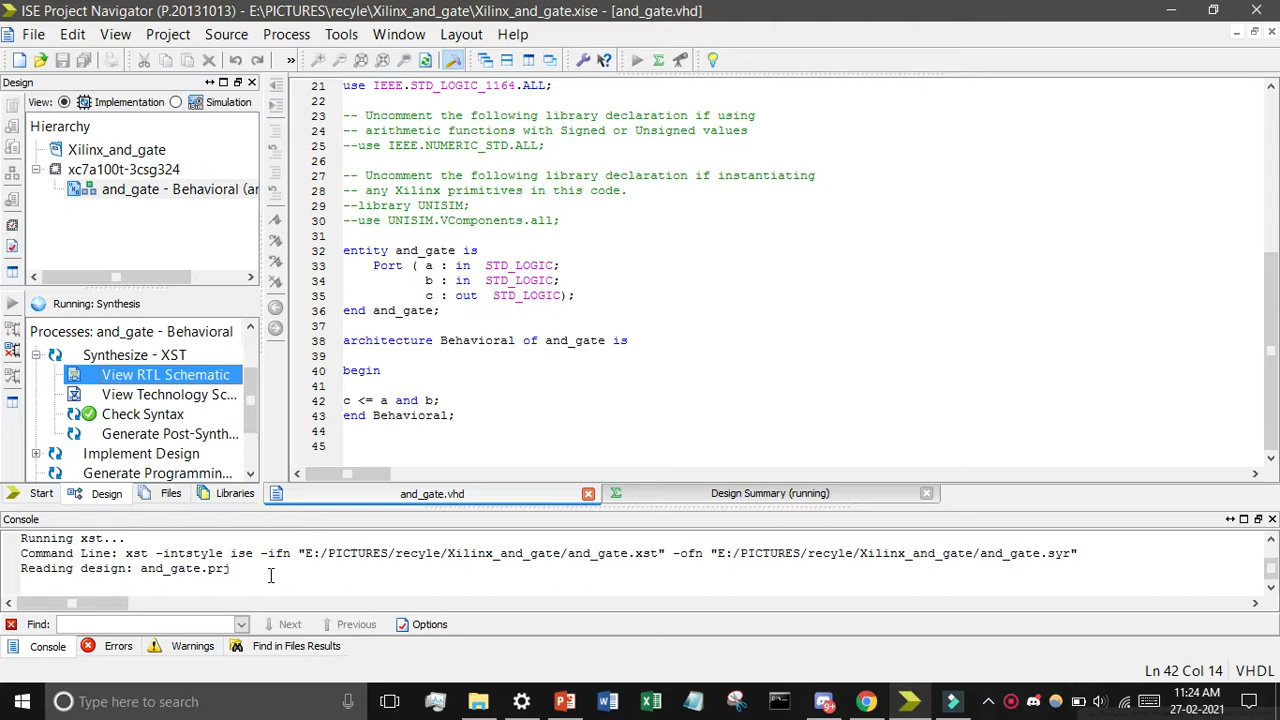 ISE Project Navigator (P.20131013) - E:\PICTURES\recyle\Xilinx_and_gate\Xilinx_and_gate.xise - [and_gate.vhd]
File Edit View Project Source Process Tools Window Layout Help
Design
View: Implementation Simulation
Hierarchy
Xilinx_and_gate
xc7a100t-3csg324
and_gate - Behavioral (ar
Running: Synthesis
Processes: and_gate - Behavioral
Synthesize - XST
View RTL Schematic
View Technology Sc...
Check Syntax
Generate Post-Synth...
Implement Design
Generate Programmin...
Start Design Files Libraries
21 use IEEE.STD_LOGIC_1164.ALL;
22
23 -- Uncomment the following library declaration if using
24 -- arithmetic functions with Signed or Unsigned values
25 --use IEEE.NUMERIC_STD.ALL;
26
27 -- Uncomment the following library declaration if instantiating
28 -- any Xilinx primitives in this code.
29 --library UNISIM;
30 --use UNISIM.VComponents.all;
31
32 entity and_gate is
33 Port ( a : in STD_LOGIC;
34 b : in STD_LOGIC;
35 c : out STD_LOGIC);
36 end and_gate;
37
38 architecture Behavioral of and_gate is
39
40 begin
41
42 c <= a and b;
43 end Behavioral;
44
45
and_gate.vhd Design Summary (running)
Console
Running xst...
Command Line: xst -intstyle ise -ifn "E:/PICTURES/recyle/Xilinx_and_gate/and_gate.xst" -ofn "E:/PICTURES/recyle/Xilinx_and_gate/and_gate.syr"
Reading design: and_gate.prj
Find: Next Previous Options
Console Errors Warnings Find in Files Results
Ln 42 Col 14 VHDL
Type here to search
11:24 AM
27-02-2021